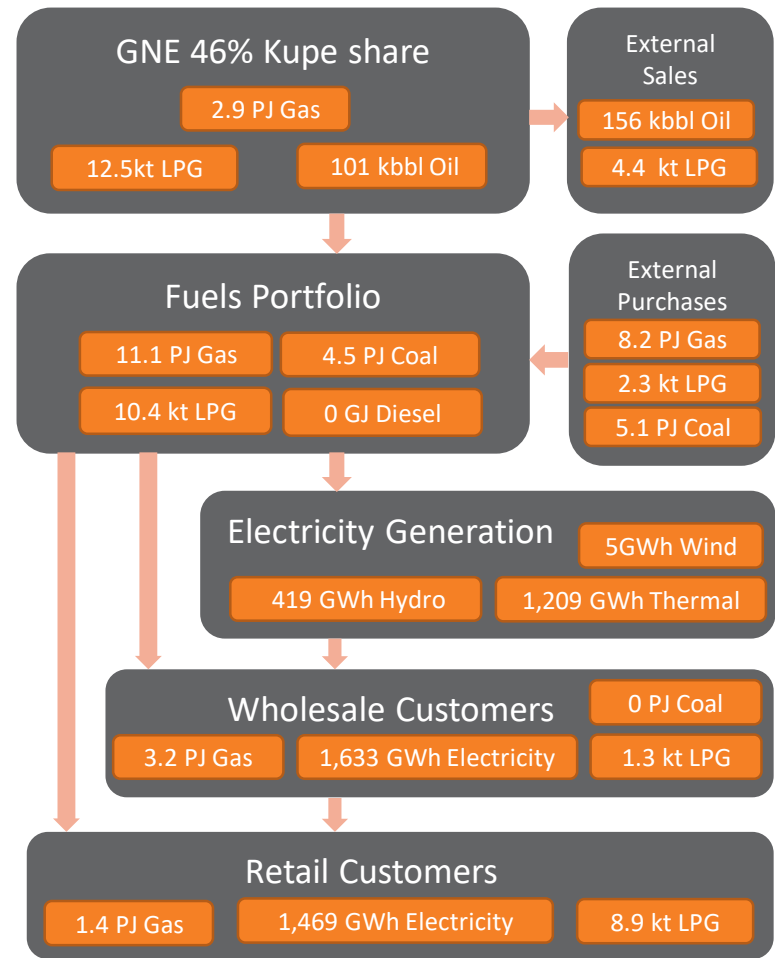 GNE 46% Kupe share
2.9 PJ Gas
12.5kt LPG
101 kbbl Oil
External
Sales
156 kbbl Oil
4.4 kt LPG
Fuels Portfolio
11.1 PJ Gas
4.5 PJ Coal
10.4 kt LPG
0 GJ Diesel
External
Purchases
8.2 PJ Gas
2.3 kt LPG
5.1 PJ Coal
Electricity Generation
5GWh Wind
419 GWh Hydro
1,209 GWh Thermal
Wholesale Customers
0 PJ Coal
3.2 PJ Gas
1,633 GWh Electricity
1.3 kt LPG
Retail Customers
1.4 PJ Gas
1,469 GWh Electricity
8.9 kt LPG